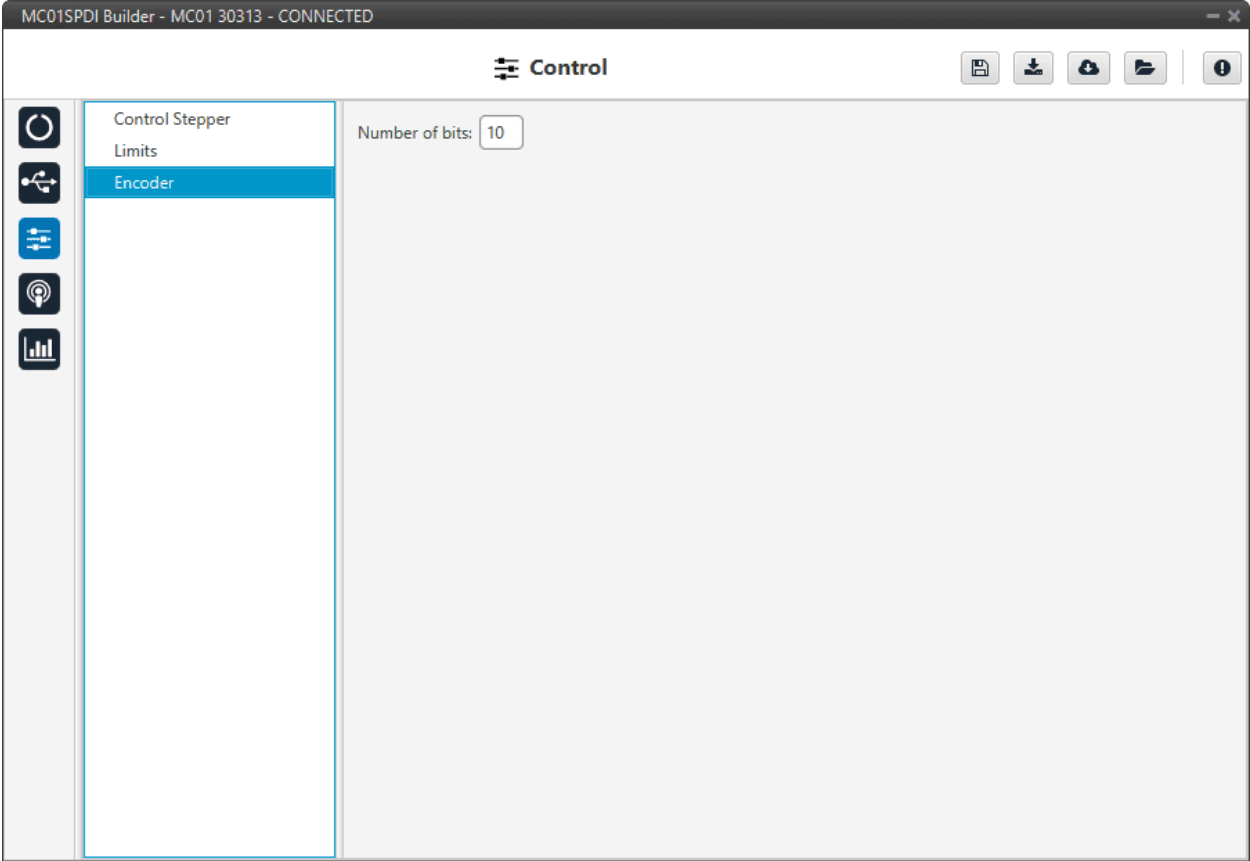 MC01SPDI Builder - MC01 30313 - CONNECTED
Control
Control Stepper
Limits
Encoder
Number of bits: 10